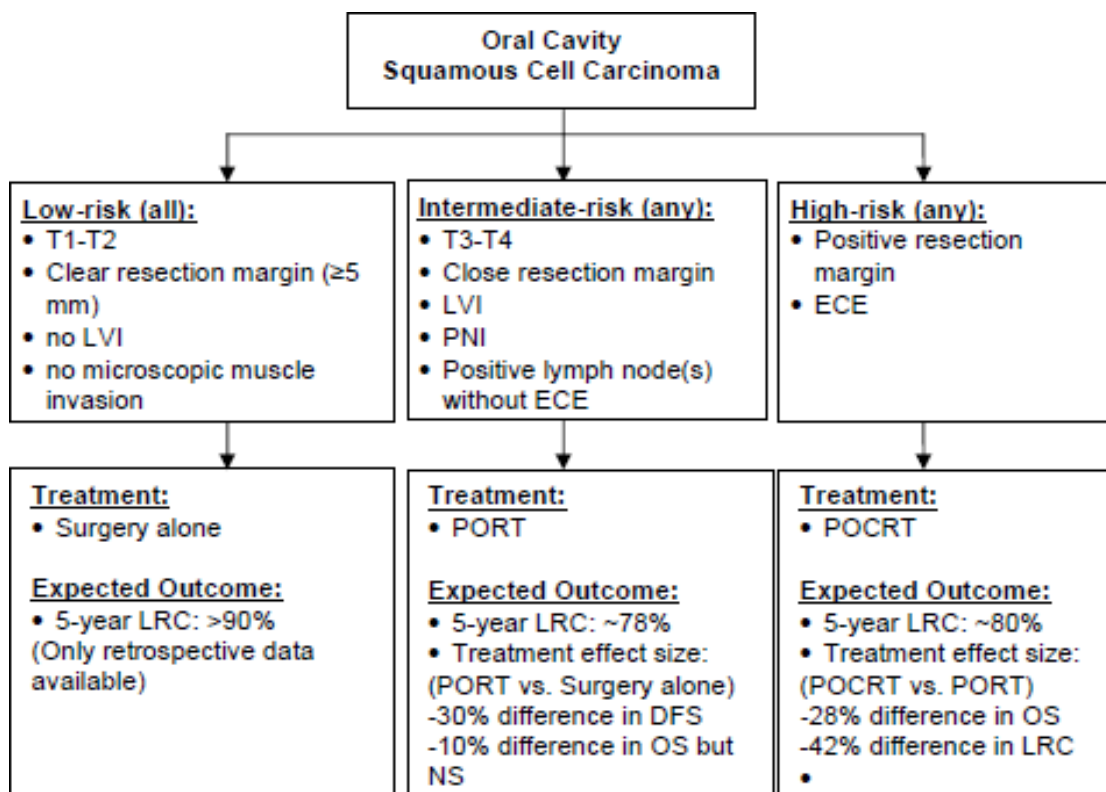 Oral Cavity
Squamous Cell Carcinoma
Low-risk (all):
• T1-T2
• Clear resection margin (≥5
mm)
• no LVI
• no microscopic muscle
invasion
Intermediate-risk (any):
• T3-T4
• Close resection margin
• LVI
• PNI
• Positive lymph node(s)
without ECE
High-risk (any):
• Positive resection
margin
• ECE
Treatment:
• Surgery alone
Expected Outcome:
• 5-year LRC: >90%
(Only retrospective data
available)
Treatment:
• PORT
Expected Outcome:
• 5-year LRC: ~78%
• Treatment effect size:
(PORT vs. Surgery alone)
-30% difference in DFS
-10% difference in OS but
NS
Treatment:
• POCRT
Expected Outcome:
• 5-year LRC: ~80%
• Treatment effect size:
(POCRT vs. PORT)
-28% difference in OS
-42% difference in LRC
•